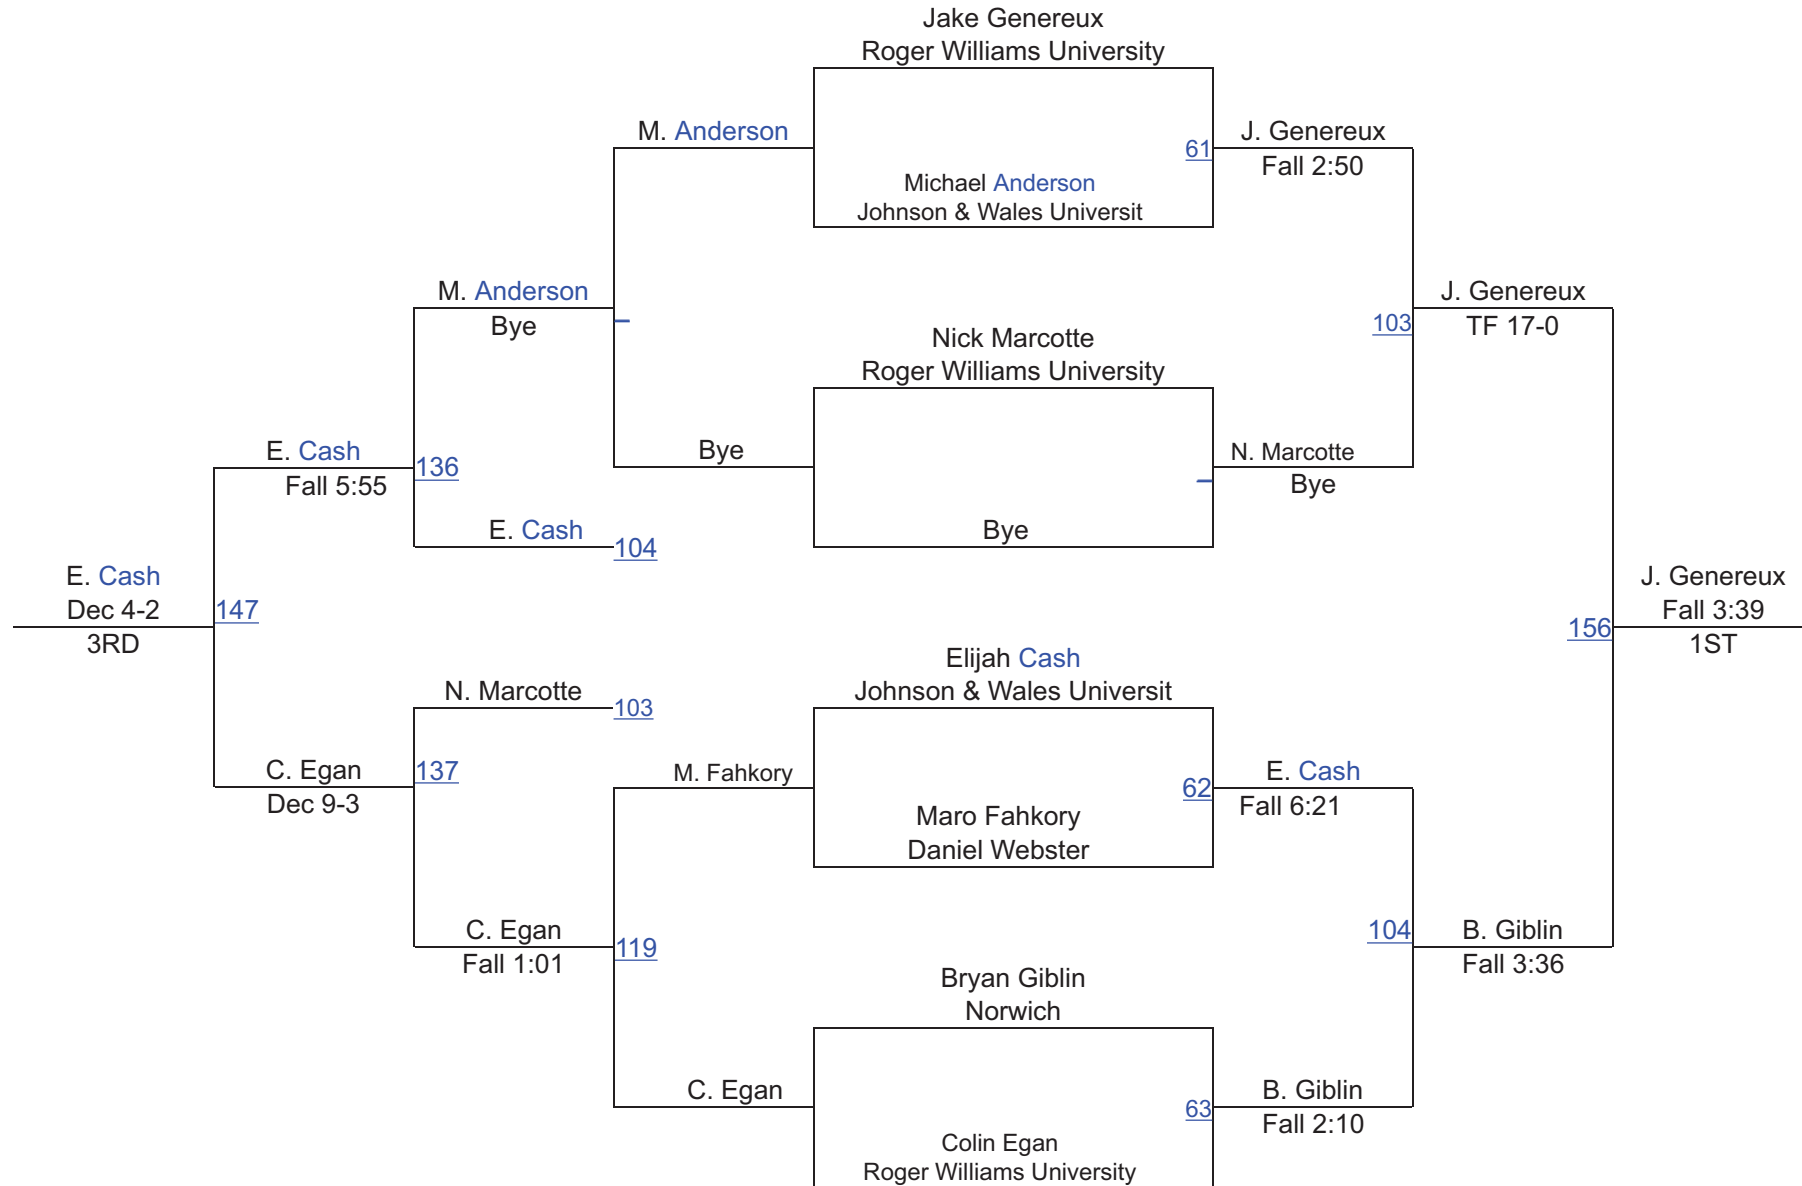 Jake Genereux
Roger Williams University
M. Anderson
J. Genereux
61
Fall 2:50
Michael Anderson
Johnson & Wales Universit
M. Anderson
Bye
J. Genereux
TF 17-0
103
Nick Marcotte
Roger Williams University
E. Cash
Fall 5:55
136
Bye
N. Marcotte
Bye
E. Cash
104
Bye
E. Cash
Dec 4-2
3RD
147
J. Genereux
Fall 3:39
1ST
156
Elijah Cash
Johnson & Wales Universit
N. Marcotte
103
C. Egan
Dec 9-3
137
M. Fahkory
62
E. Cash
Fall 6:21
Maro Fahkory
Daniel Webster
C. Egan
Fall 1:01
119
104
B. Giblin
Fall 3:36
Bryan Giblin
Norwich
C. Egan
63
B. Giblin
Fall 2:10
Colin Egan
Roger Williams University